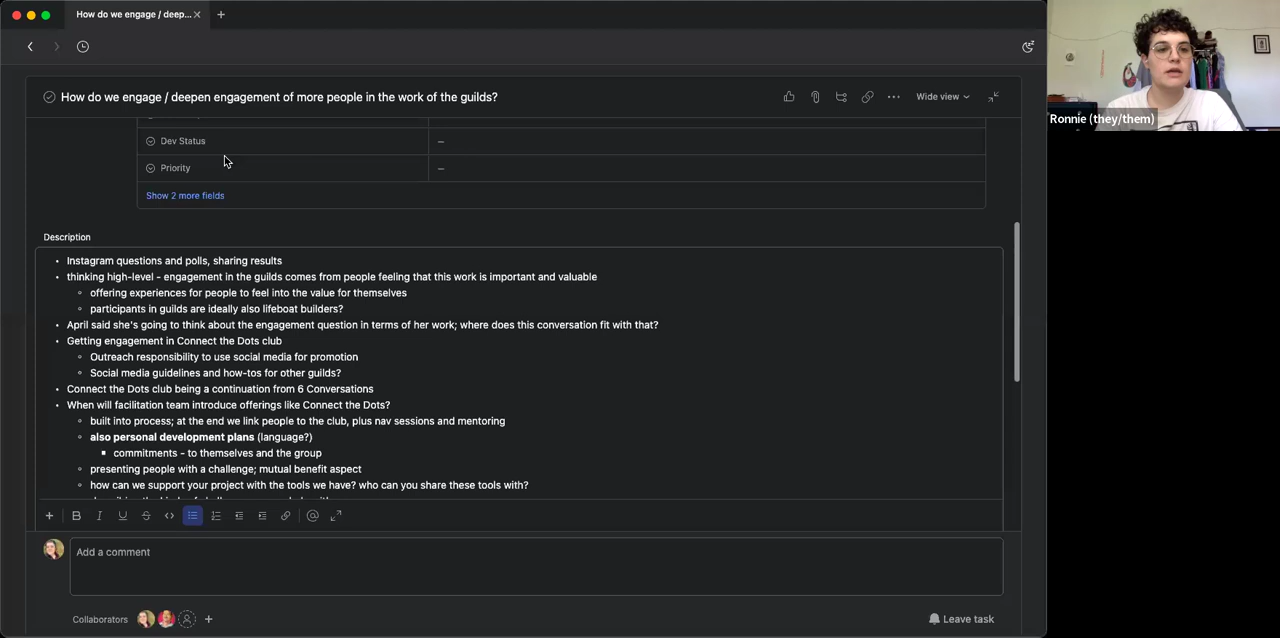 How do we engage / deep...
How do we engage / deepen engagement of more people in the work of the guilds?
Wide view
Dev Status
–
Priority
–
Show 2 more fields
Description
Instagram questions and polls, sharing results
thinking high-level - engagement in the guilds comes from people feeling that this work is important and valuable
offering experiences for people to feel into the value for themselves
participants in guilds are ideally also lifeboat builders?
April said she's going to think about the engagement question in terms of her work; where does this conversation fit with that?
Getting engagement in Connect the Dots club
Outreach responsibility to use social media for promotion
Social media guidelines and how-tos for other guilds?
Connect the Dots club being a continuation from 6 Conversations
When will facilitation team introduce offerings like Connect the Dots?
built into process; at the end we link people to the club, plus nav sessions and mentoring
also personal development plans (language?)
commitments - to themselves and the group
presenting people with a challenge; mutual benefit aspect
how can we support your project with the tools we have? who can you share these tools with?
Add a comment
Collaborators
Leave task
Ronnie (they/them)